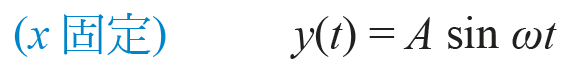 (x 固定) y(t) = A sin ωt